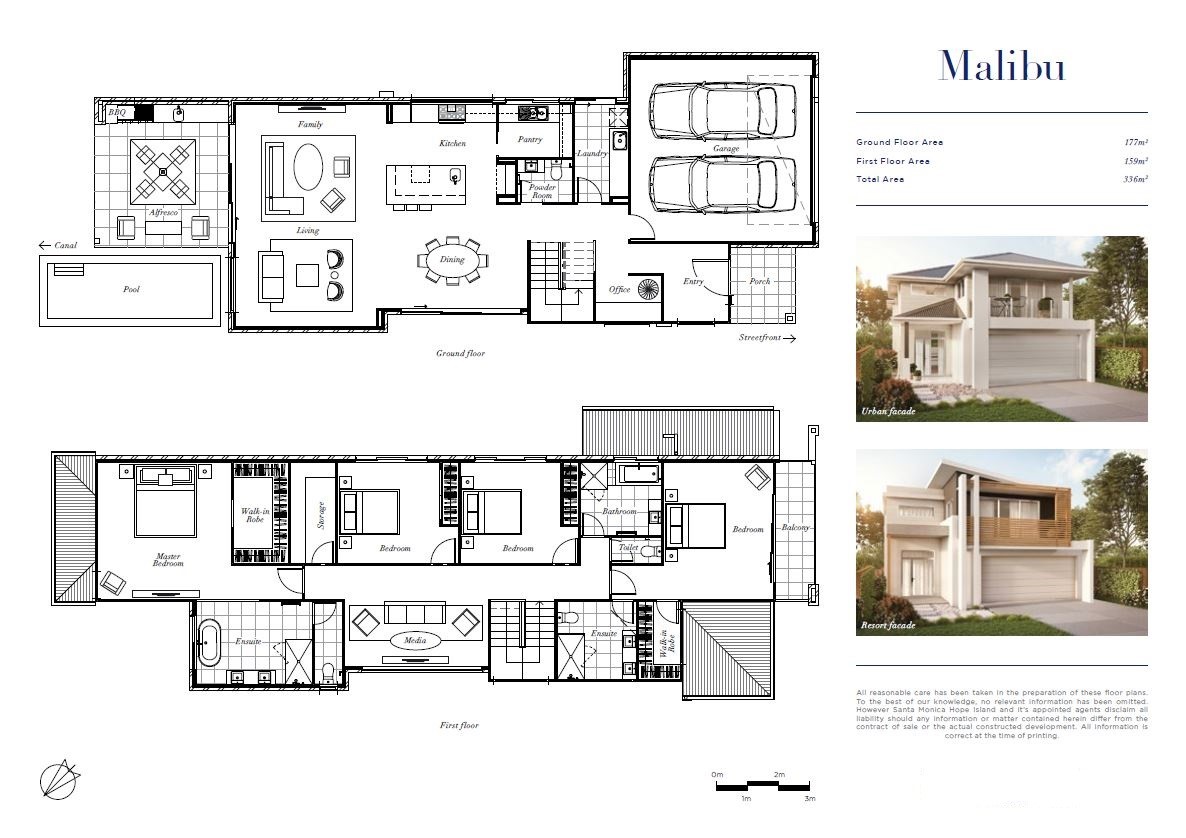 Malibu
Ground Floor Area 177m²
First Floor Area 159m²
Total Area 336m²
BBQ
Family
Kitchen
Pantry
Laundry
Garage
Powder
Room
Alfresco
Living
Canal
Dining
Pool
Office
Entry
Porch
Streetfront
Ground floor
Urban facade
Walk-in
Robe
Storage
Bedroom
Bedroom
Bathroom
Toilet
Bedroom
Balcony
Master
Bedroom
Ensuite
Media
Ensuite
Walk-in
Robe
First floor
Resort facade
All reasonable care has been taken in the preparation of these floor plans.
To the best of our knowledge, no relevant information has been omitted.
However Santa Monica Hope Island and it's appointed agents disclaim all
liability should any information or matter contained herein differ from the
contract of sale or the actual constructed development. All information is
correct at the time of printing.
0m 2m
1m 3m